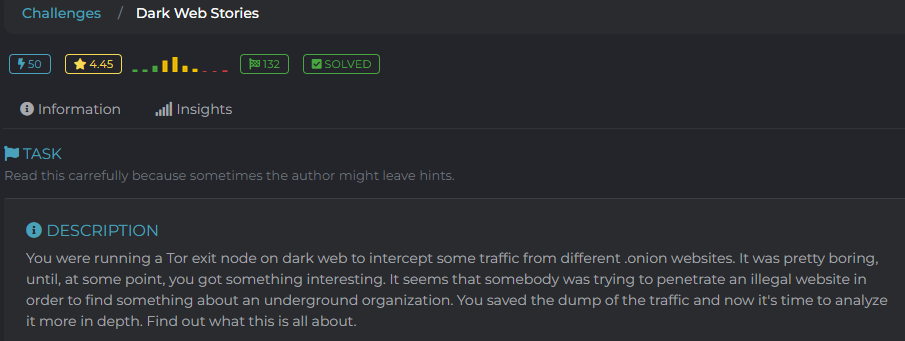 Challenges / Dark Web Stories
50 4.45 132 SOLVED
Information Insights
TASK
Read this carrefully because sometimes the author might leave hints.
DESCRIPTION
You were running a Tor exit node on dark web to intercept some traffic from different .onion websites. It was pretty boring,
until, at some point, you got something interesting. It seems that somebody was trying to penetrate an illegal website in
order to find something about an underground organization. You saved the dump of the traffic and now it's time to analyze
it more in depth. Find out what this is all about.